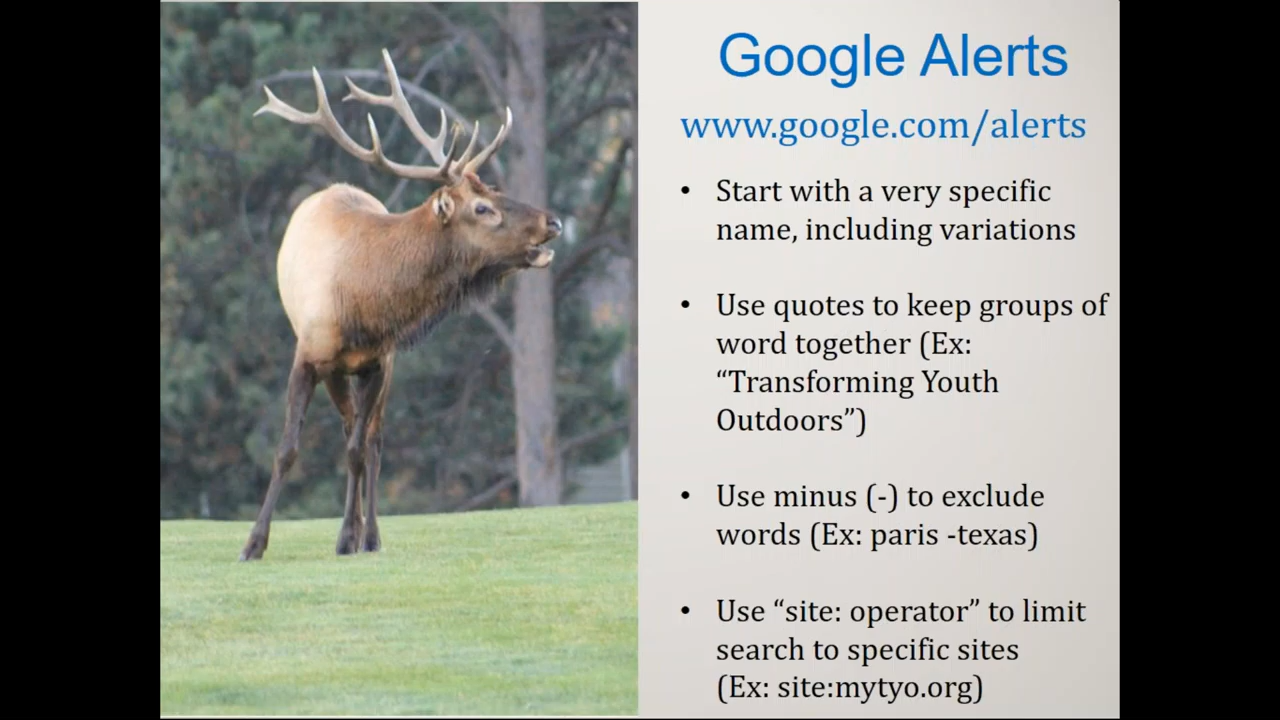 Google Alerts
www.google.com/alerts
• Start with a very specific
name, including variations
• Use quotes to keep groups of
word together (Ex:
“Transforming Youth
Outdoors”)
• Use minus (-) to exclude
words (Ex: paris -texas)
• Use “site: operator” to limit
search to specific sites
(Ex: site:mytyo.org)